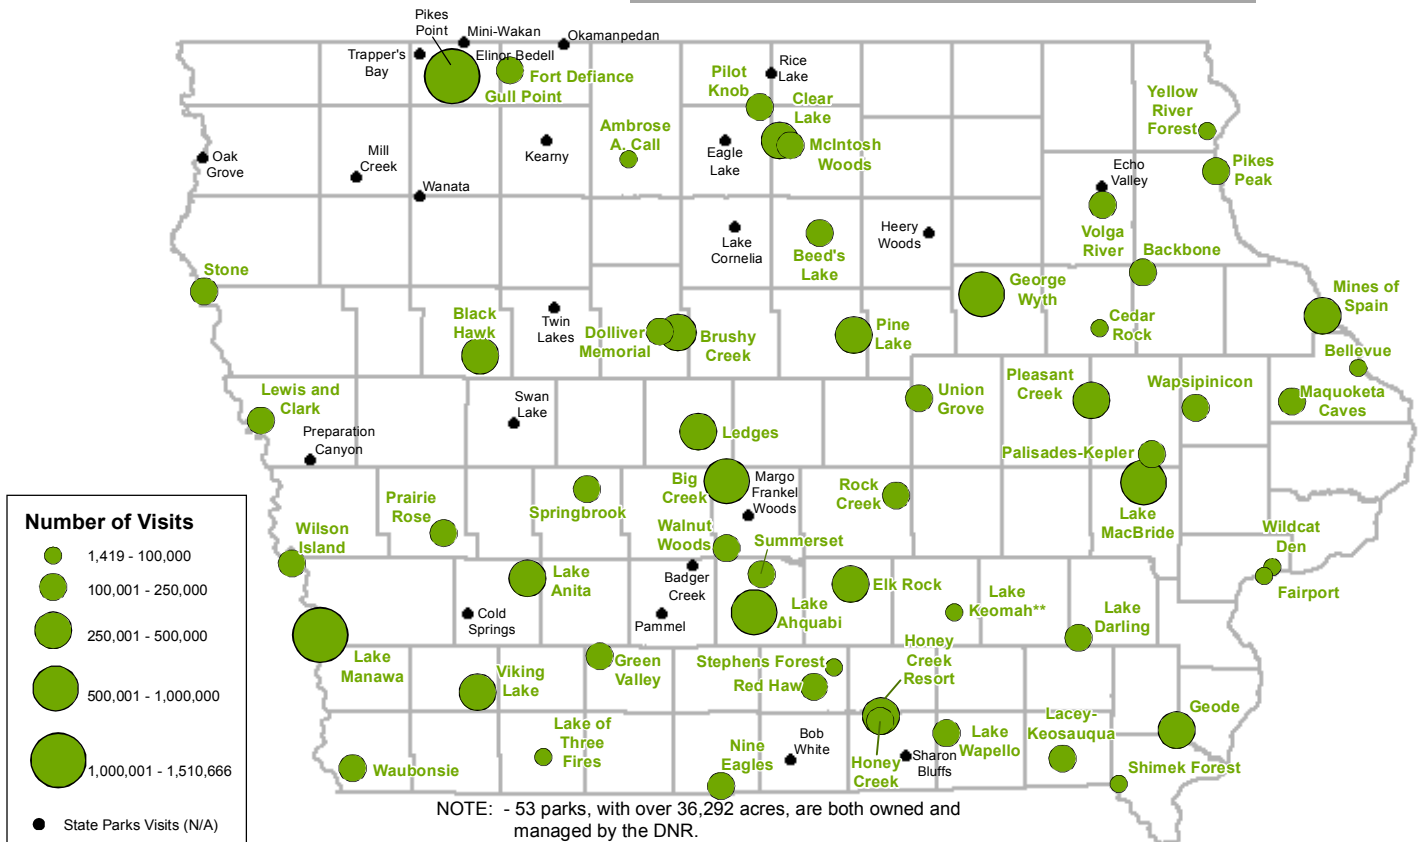 Pikes
Point
Mini-Wakan
Okamanpedan
Trapper's
Bay
Elinor Bedell
Fort Defiance
Gull Point
Pilot
Knob
Rice
Lake
Clear
Lake
McIntosh
Woods
Yellow
River
Forest
Ambrose
A. Call
Oak
Grove
Mill
Creek
Wanata
Kearny
Eagle
Lake
Echo
Valley
Pikes
Peak
Volga
River
Lake
Cornelia
Beed's
Lake
Heery
Woods
Backbone
Stone
George
Wyth
Mines of
Spain
Black
Hawk
Twin
Lakes
Dolliver
Memorial
Brushy
Creek
Pine
Lake
Cedar
Rock
Bellevue
Lewis and
Clark
Swan
Lake
Union
Grove
Pleasant
Creek
Wapsipinicon
Maquoketa
Caves
Preparation
Canyon
Ledges
Palisades-Kepler
Big
Creek
Margo
Frankel
Woods
Rock
Creek
Lake
MacBride
Prairie
Rose
Springbrook
Wilson
Island
Walnut
Woods
Summerset
Wildcat
Den
Fairport
Lake
Anita
Badger
Creek
Elk Rock
Lake
Keomah**
Lake
Darling
Cold
Springs
Pammel
Lake
Ahquabi
Honey
Creek
Resort
Lake
Manawa
Viking
Lake
Green
Valley
Stephens Forest
Red Haw
Lake of
Three
Fires
Nine
Eagles
Bob
White
Honey
Creek
Sharon
Bluffs
Lake
Wapello
Lacey-
Keosauqua
Geode
Shimek Forest
Waubonsie
Number of Visits
1,419 - 100,000
100,001 - 250,000
250,001 - 500,000
500,001 - 1,000,000
1,000,001 - 1,510,666
State Parks Visits (N/A)
NOTE: - 53 parks, with over 36,292 acres, are both owned and
managed by the DNR.